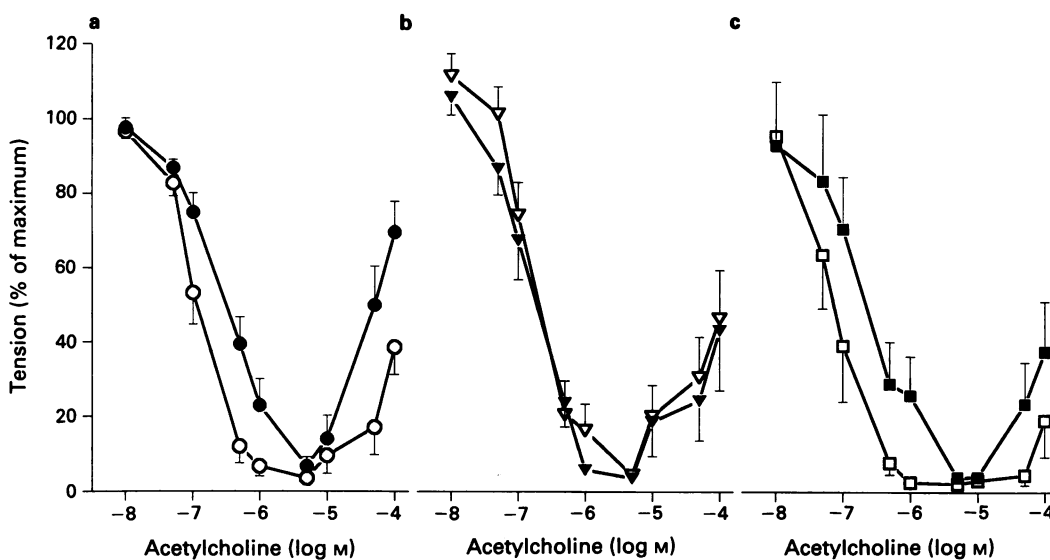 a
b
c
120
100
80
60
40
20
0
Tension (% of maximum)
−8 −7 −6 −5 −4
−8 −7 −6 −5 −4
−8 −7 −6 −5 −4
Acetylcholine (log M)
Acetylcholine (log M)
Acetylcholine (log M)